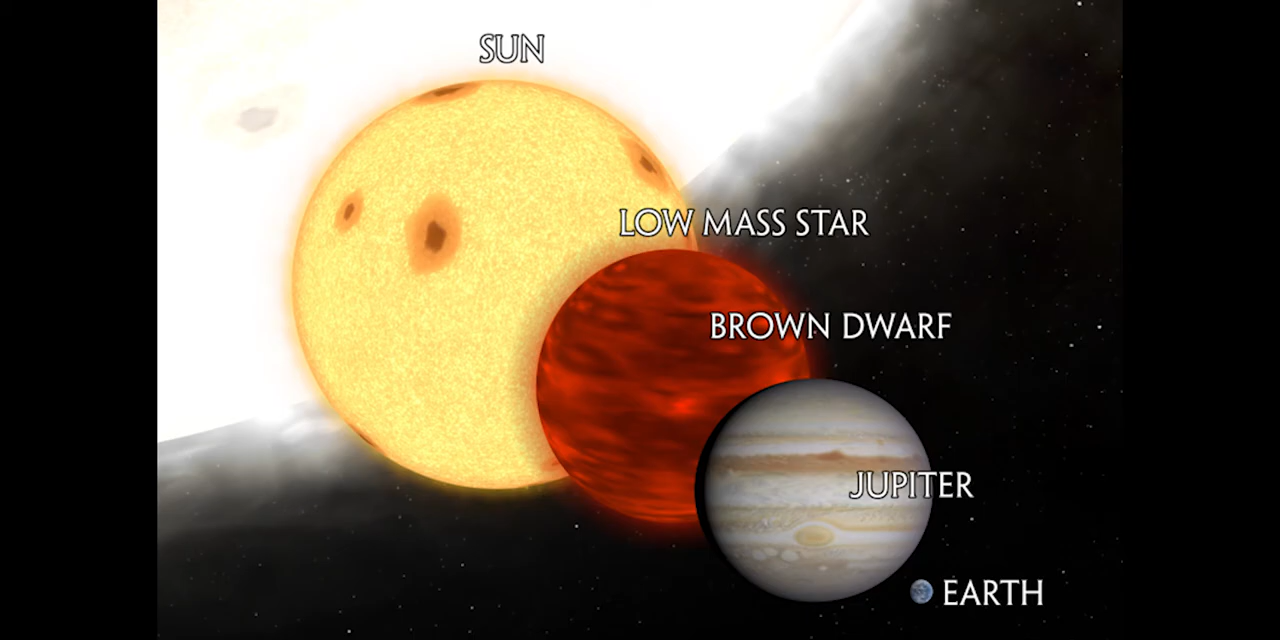 SUN
LOW MASS STAR
BROWN DWARF
JUPITER
EARTH